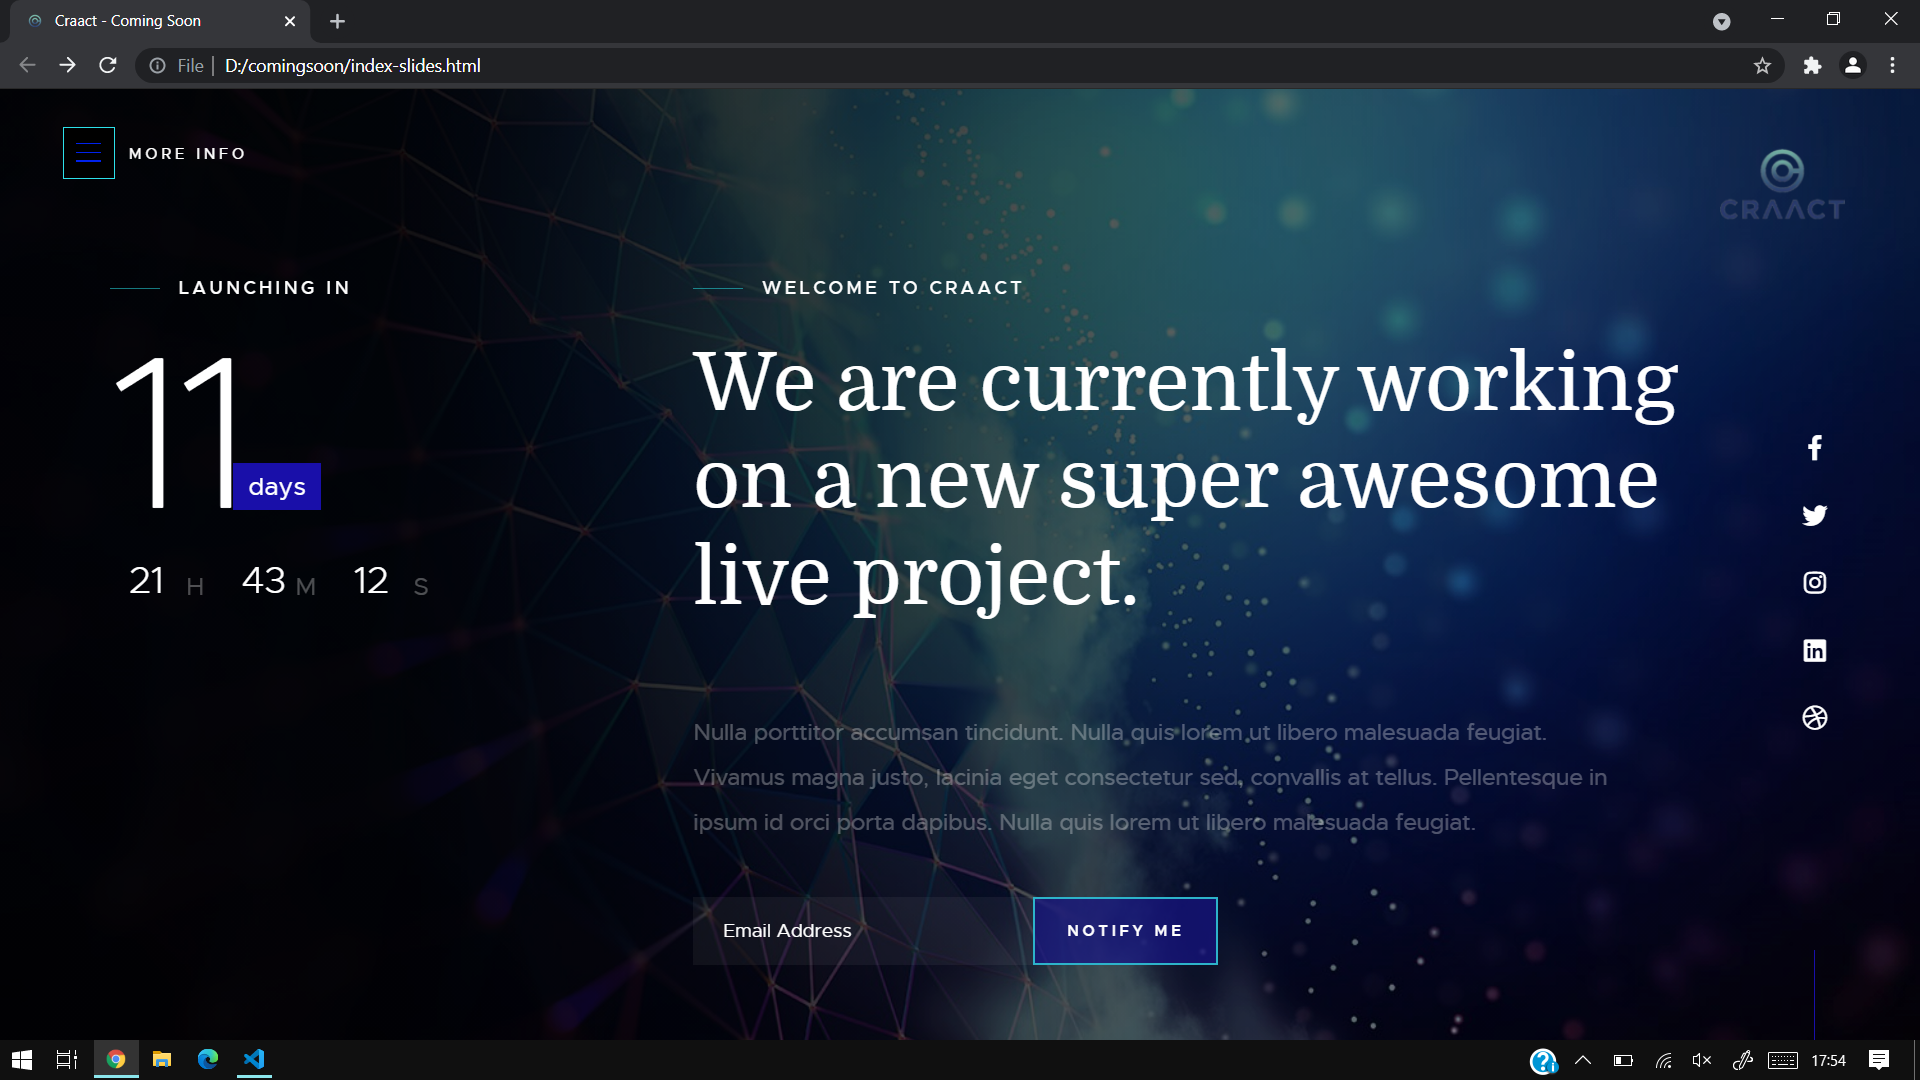 Craact - Coming Soon
File
D:/comingsoon/index-slides.html
MORE INFO
CRAACT
LAUNCHING IN
11
days
21 H 43 M 12 S
WELCOME TO CRAACT
We are currently working
on a new super awesome
live project.
Nulla porttitor accumsan tincidunt. Nulla quis lorem ut libero malesuada feugiat.
Vivamus magna justo, lacinia eget consectetur sed, convallis at tellus. Pellentesque in
ipsum id orci porta dapibus. Nulla quis lorem ut libero malesuada feugiat.
Email Address
NOTIFY ME
17:54